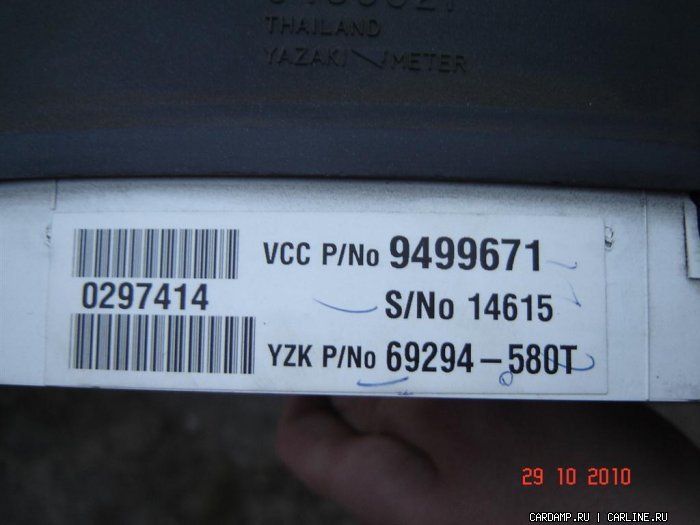 THAILAND
YAZAKI METER
VCC P/No 9499671
0297414
S/No 14615
YZK P/No 69294-580T
29 10 2010
CARDAMP.RU | CARLINE.RU